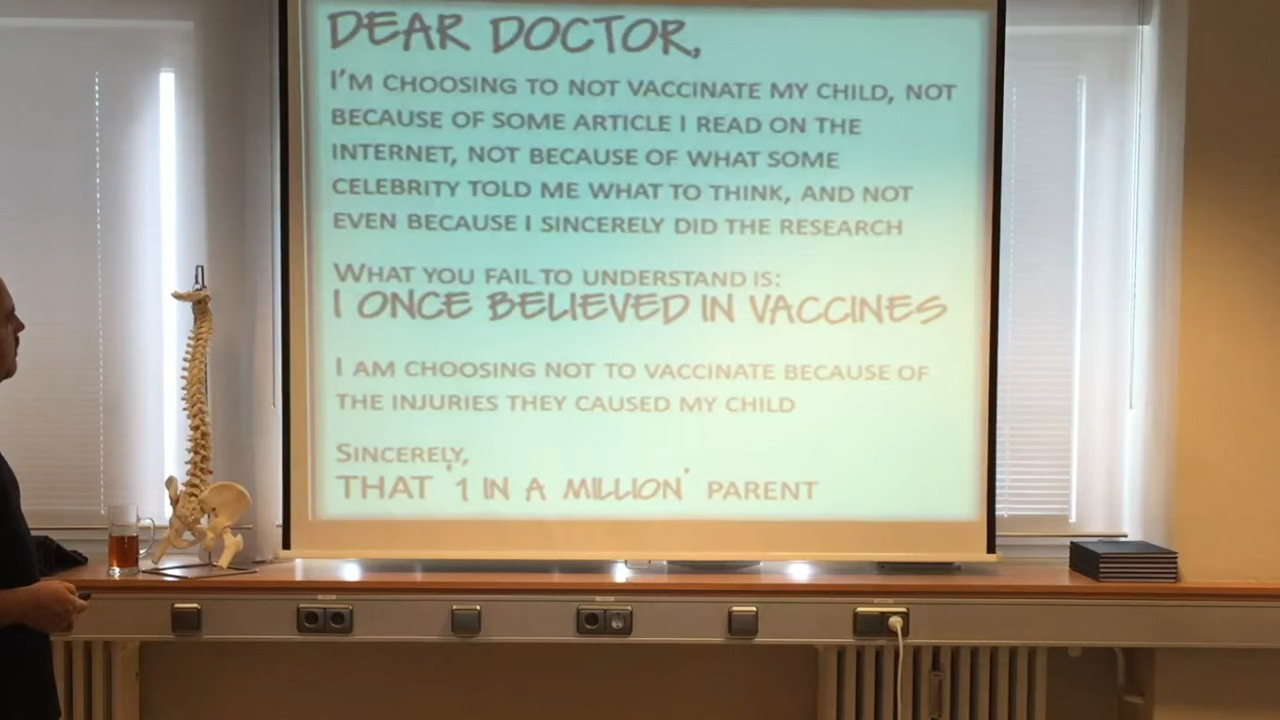 DEAR DOCTOR,
I'M CHOOSING TO NOT VACCINATE MY CHILD, NOT
BECAUSE OF SOME ARTICLE I READ ON THE
INTERNET, NOT BECAUSE OF WHAT SOME
CELEBRITY TOLD ME WHAT TO THINK, AND NOT
EVEN BECAUSE I SINCERELY DID THE RESEARCH
WHAT YOU FAIL TO UNDERSTAND IS:
I ONCE BELIEVED IN VACCINES
I AM CHOOSING NOT TO VACCINATE BECAUSE OF
THE INJURIES THEY CAUSED MY CHILD
SINCERELY,
THAT '1 IN A MILLION' PARENT